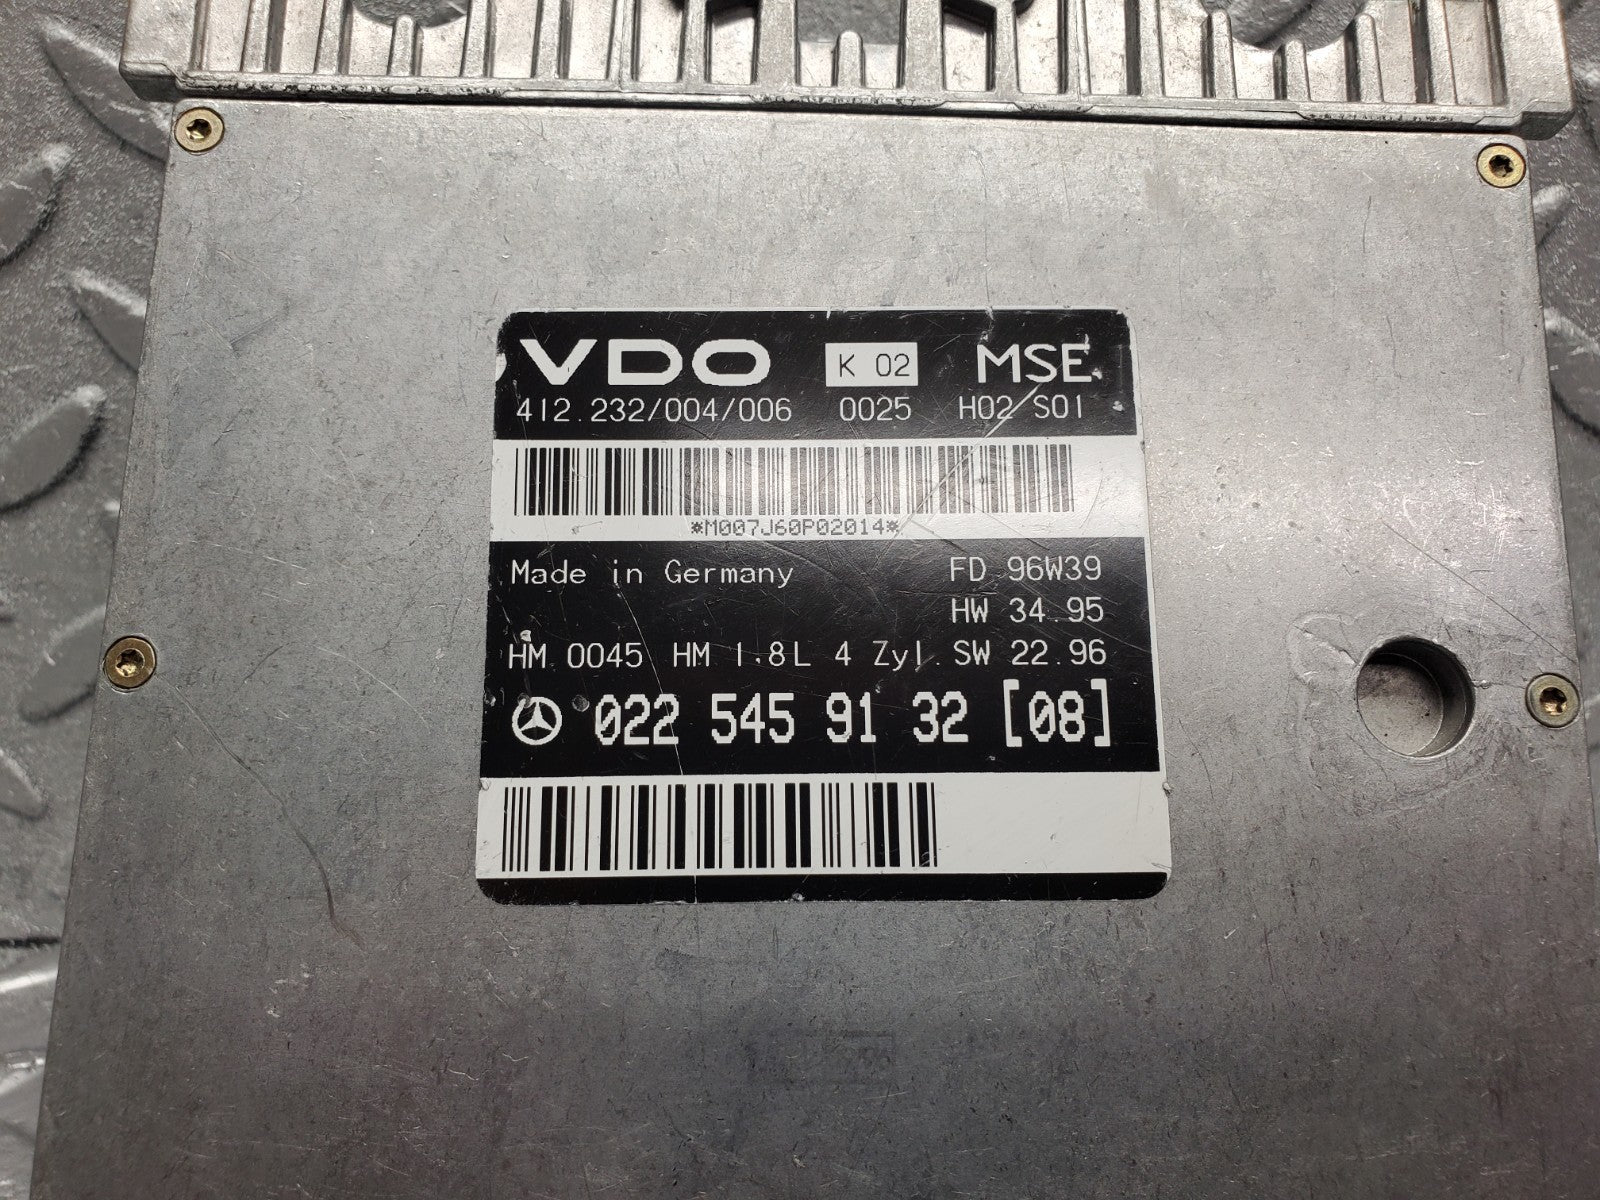 VDO K 02 MSE
412.232/004/006 0025 H02 S01
*M007J60P02014*
Made in Germany FD 96W39
HW 34.95
HM 0045 HM 1.8L 4 Zyl. SW 22.96
022 545 91 32 [08]